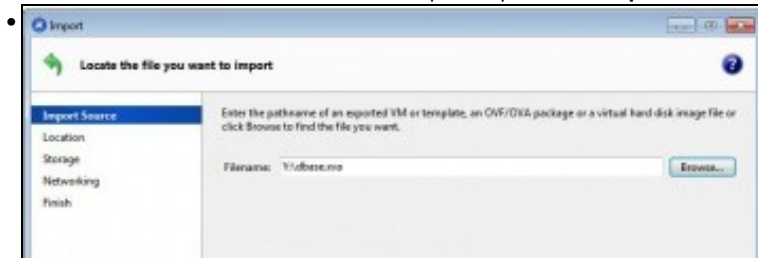 Import
Locate the file you want to import
Import Source
Enter the pathname of an exported VM or template, an OVF/OVA package or a virtual hard disk image file or
click Browse to find the file you want.
Location
Storage
Filename: Y:\dbase.xva
Browse...
Networking
Finish